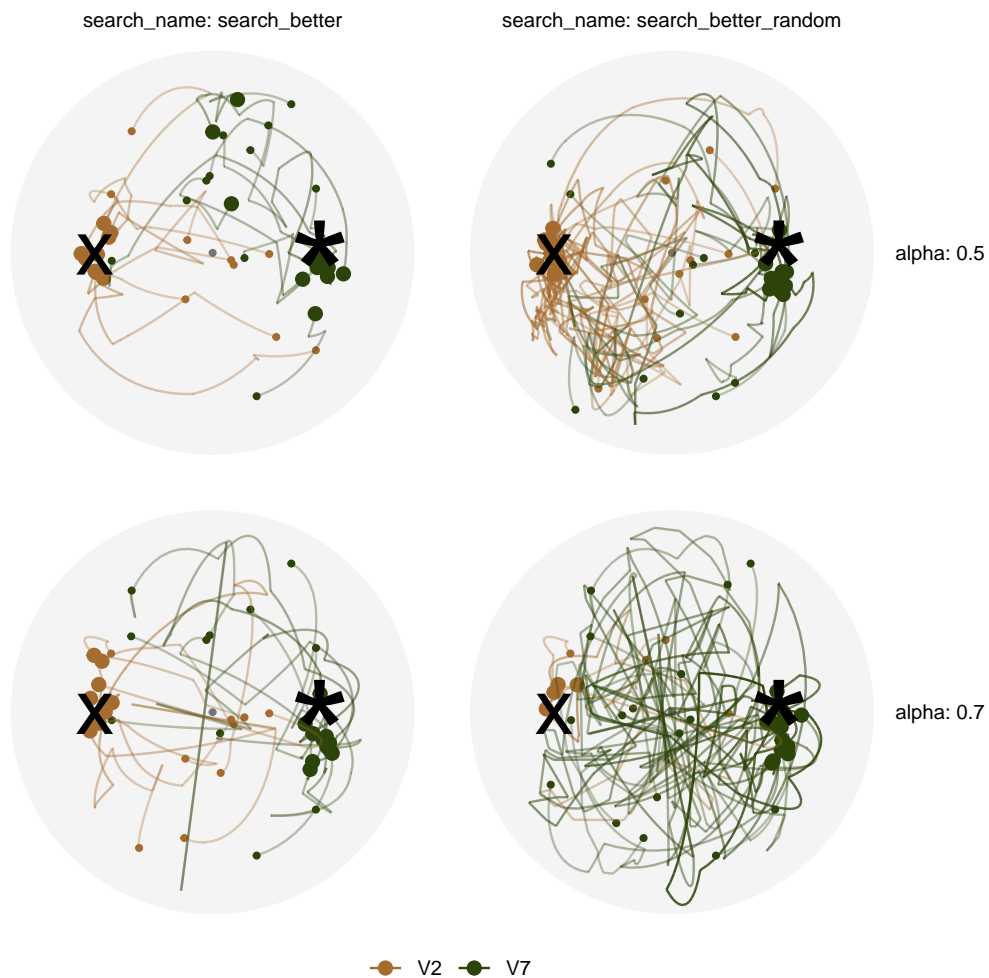 search_name: search_better
search_name: search_better_random
x
*
x
*
alpha: 0.5
x
*
x
*
alpha: 0.7
V2
V7